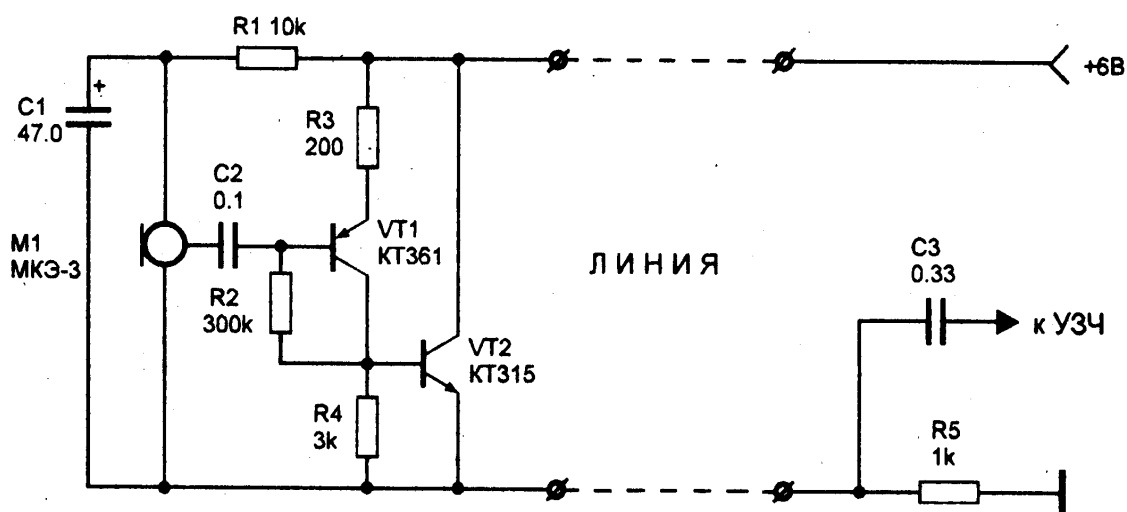 R1 10k
+6В
+
C1
47.0
R3
200
C2
0.1
M1
МКЭ-3
VT1
КТ361
ЛИНИЯ
C3
0.33
R2
300k
к УЗЧ
VT2
КТ315
R4
3k
R5
1k